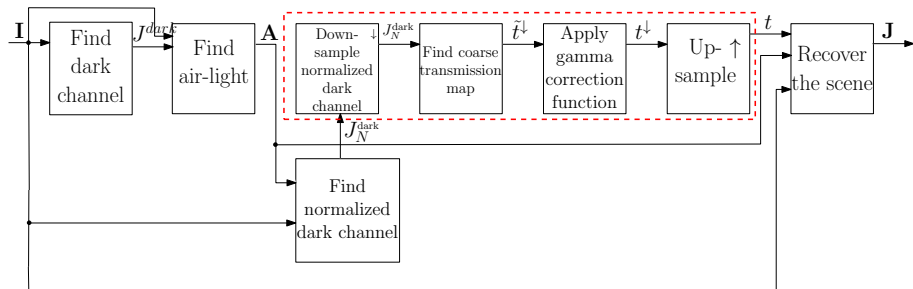 I
Find
dark
channel
J^dark
Find
air-light
A
Down-
sample ↓
normalized
dark
channel
J_N^dark
Find coarse
transmission
map
t̃↓
Apply
gamma
correction
function
t↓
Up- ↑
sample
t
Recover
the scene
J
J_N^dark
Find
normalized
dark channel